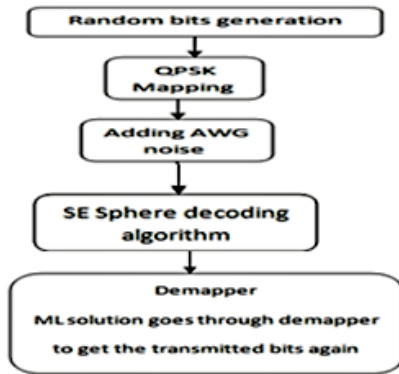 Random bits generation
QPSK
Mapping
Adding AWG
noise
SE Sphere decoding
algorithm
Demapper
ML solution goes through demapper
to get the transmitted bits again